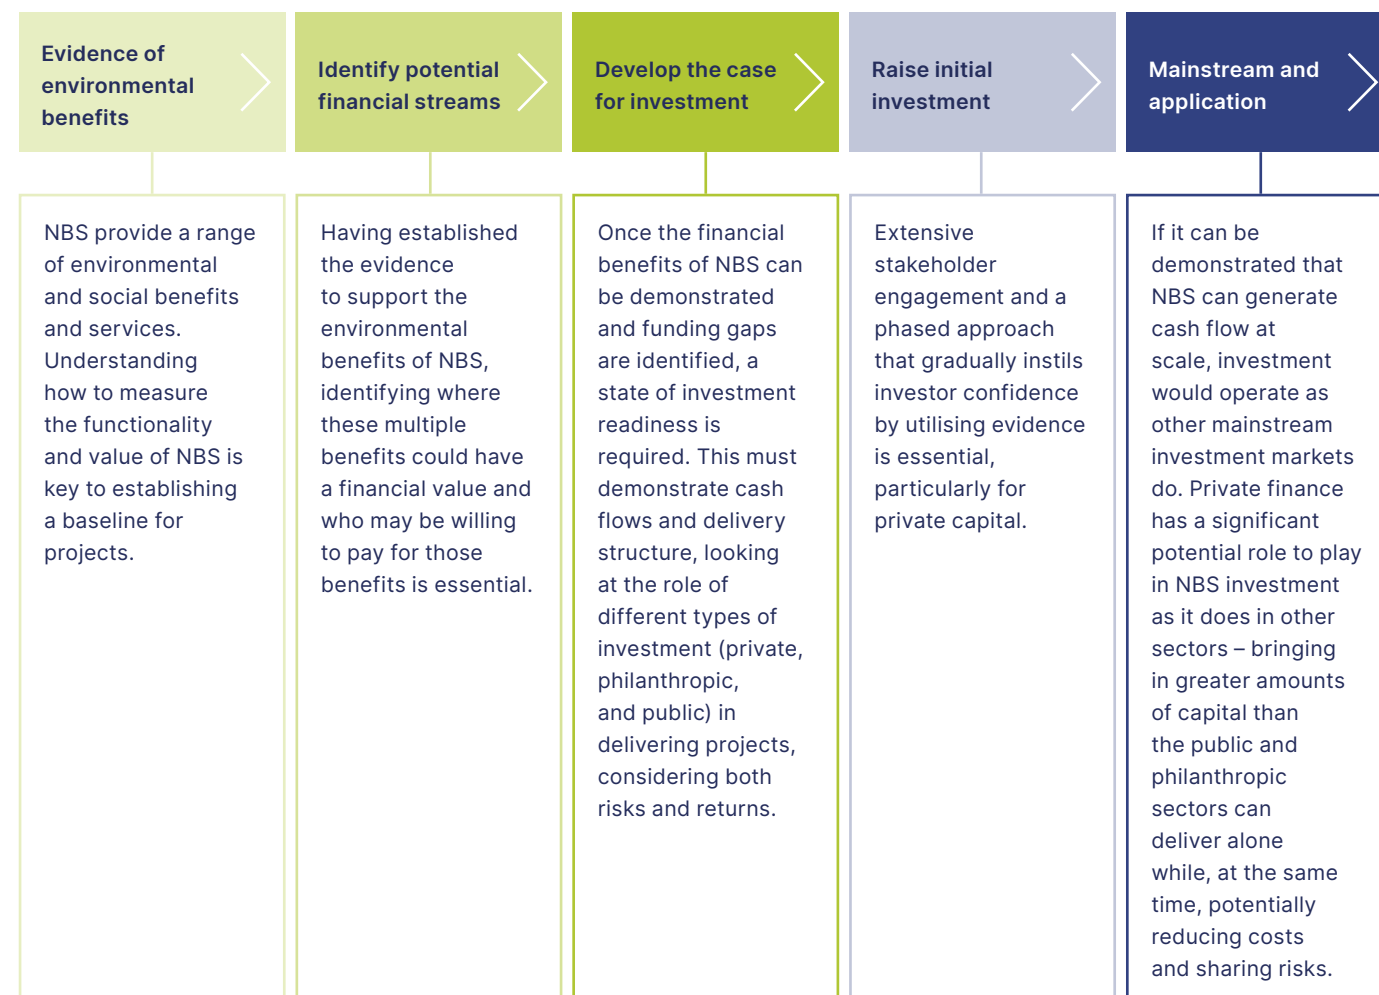 Evidence of
environmental
benefits
NBS provide a range
of environmental
and social benefits
and services.
Understanding
how to measure
the functionality
and value of NBS is
key to establishing
a baseline for
projects.
Identify potential
financial streams
Having established
the evidence
to support the
environmental
benefits of NBS,
identifying where
these multiple
benefits could have
a financial value and
who may be willing
to pay for those
benefits is essential.
Develop the case
for investment
Once the financial
benefits of NBS can
be demonstrated
and funding gaps
are identified, a
state of investment
readiness is
required. This must
demonstrate cash
flows and delivery
structure, looking
at the role of
different types of
investment (private,
philanthropic,
and public) in
delivering projects,
considering both
risks and returns.
Raise initial
investment
Extensive
stakeholder
engagement and a
phased approach
that gradually instils
investor confidence
by utilising evidence
is essential,
particularly for
private capital.
Mainstream and
application
If it can be
demonstrated that
NBS can generate
cash flow at
scale, investment
would operate as
other mainstream
investment markets
do. Private finance
has a significant
potential role to play
in NBS investment
as it does in other
sectors – bringing
in greater amounts
of capital than
the public and
philanthropic
sectors can
deliver alone
while, at the same
time, potentially
reducing costs
and sharing risks.